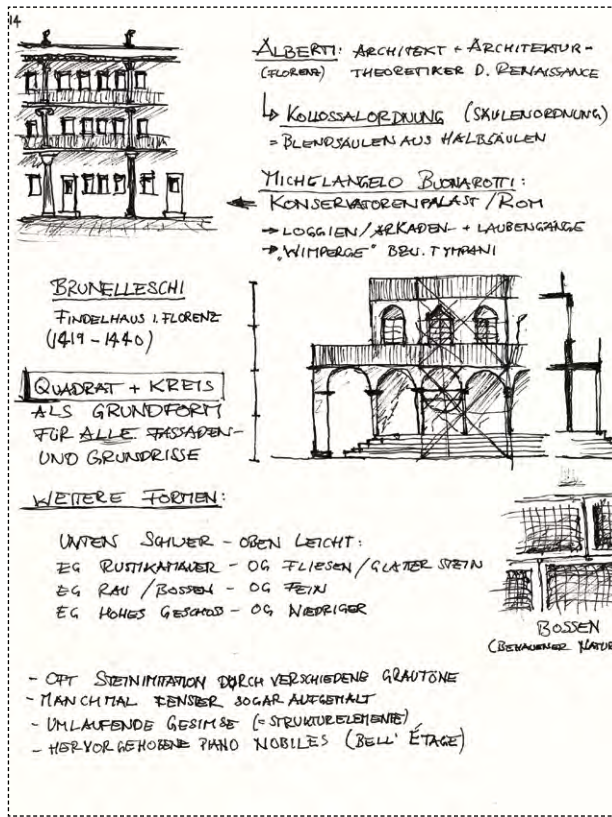 14
ALBERTI: ARCHITEKT + ARCHITEKTUR-
(FLORENZ) THEORETIKER D. RENAISSANCE
↳ KOLLOSSALORDNUNG (SÄULENORDNUNG)
= BLENDSÄULEN AUS HALBSÄULEN
MICHELANGELO BUONAROTTI:
KONSERVATORENPALAST / ROM
→ LOGGIEN / ARKADEN- + LAUBENGÄNGE
→ "WIMPERGE" BZW. TYMPANI
BRUNELLESCHI
FINDELHAUS I. FLORENZ
(1419 - 1440)
QUADRAT + KREIS
ALS GRUNDFORM
FÜR ALLE FASSADEN-
UND GRUNDRISSE
WEITERE FORMEN:
UNTEN SCHWER - OBEN LEICHT:
EG RUSTIKAMAUER - OG FLIESEN / GLATTER STEIN
EG RAU / BOSSEN - OG FEIN
EG HOHES GESCHOß - OG NIEDRIGER
BOSSEN
(BEHAUENER NATUR
- OFT STEINIMITATION DURCH VERSCHIEDENE GRAUTÖNE
- MANCHMAL FENSTER SOGAR AUFGEMALT
- UMLAUFENDE GESIMSE (= STRUKTURELEMENTE)
- HERVORGEHOBENE PIANO NOBILES (BELL' ÉTAGE)